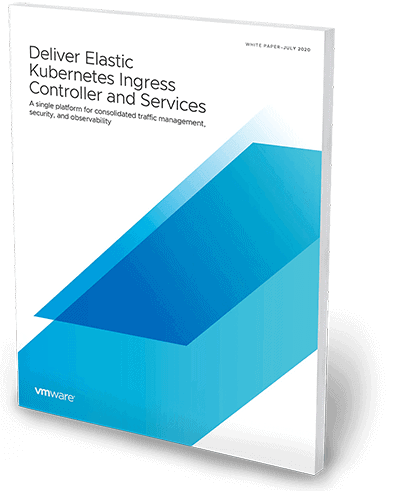 WHITE PAPER–JULY 2020
Deliver Elastic
Kubernetes Ingress
Controller and Services
A single platform for consolidated traffic management,
security, and observability
vmware®